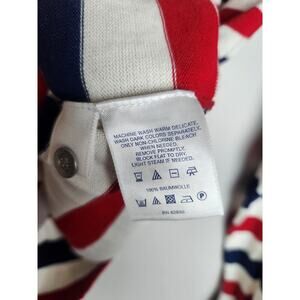 MACHINE WASH WARM DELICATE.
WASH DARK COLORS SEPARATELY.
ONLY NON-CHLORINE BLEACH
WHEN NEEDED.
REMOVE PROMPTLY.
BLOCK FLAT TO DRY.
LIGHT STEAM IF NEEDED.
100% BAUMWOLLE